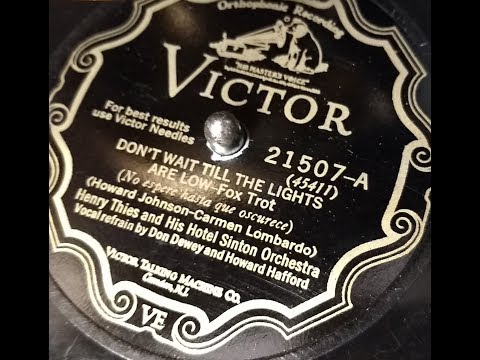 Orthophonic Recording
"HIS MASTER'S VOICE"
VICTOR
For best results
use Victor Needles
21507-A
(45411)
DON'T WAIT TILL THE LIGHTS
ARE LOW–Fox Trot
(No espere hasta que oscurece)
(Howard Johnson-Carmen Lombardo)
Henry Thies and His Hotel Sinton Orchestra
Vocal refrain by Don Dewey and Howard Hafford
VICTOR TALKING MACHINE CO.
Camden, N.J.
VE